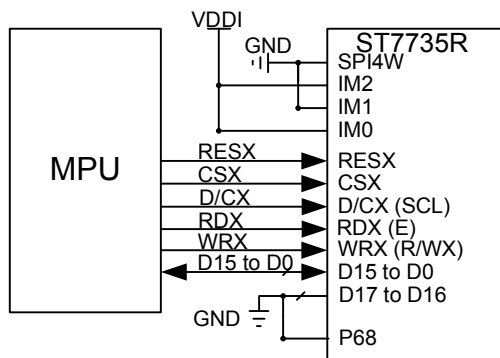 VDDI
GND
ST7735R
SPI4W
IM2
IM1
IM0
MPU
RESX
RESX
CSX
CSX
D/CX
D/CX (SCL)
RDX
RDX (E)
WRX
WRX (R/WX)
D15 to D0
D15 to D0
D17 to D16
GND
P68